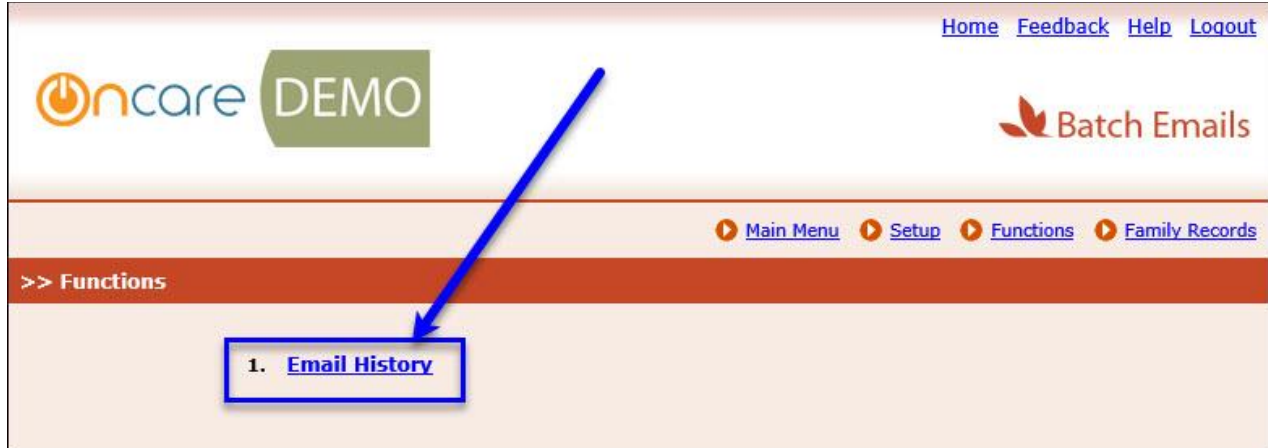 Home Feedback Help Logout
Oncare DEMO
Batch Emails
Main Menu Setup Functions Family Records
>> Functions
1. Email History